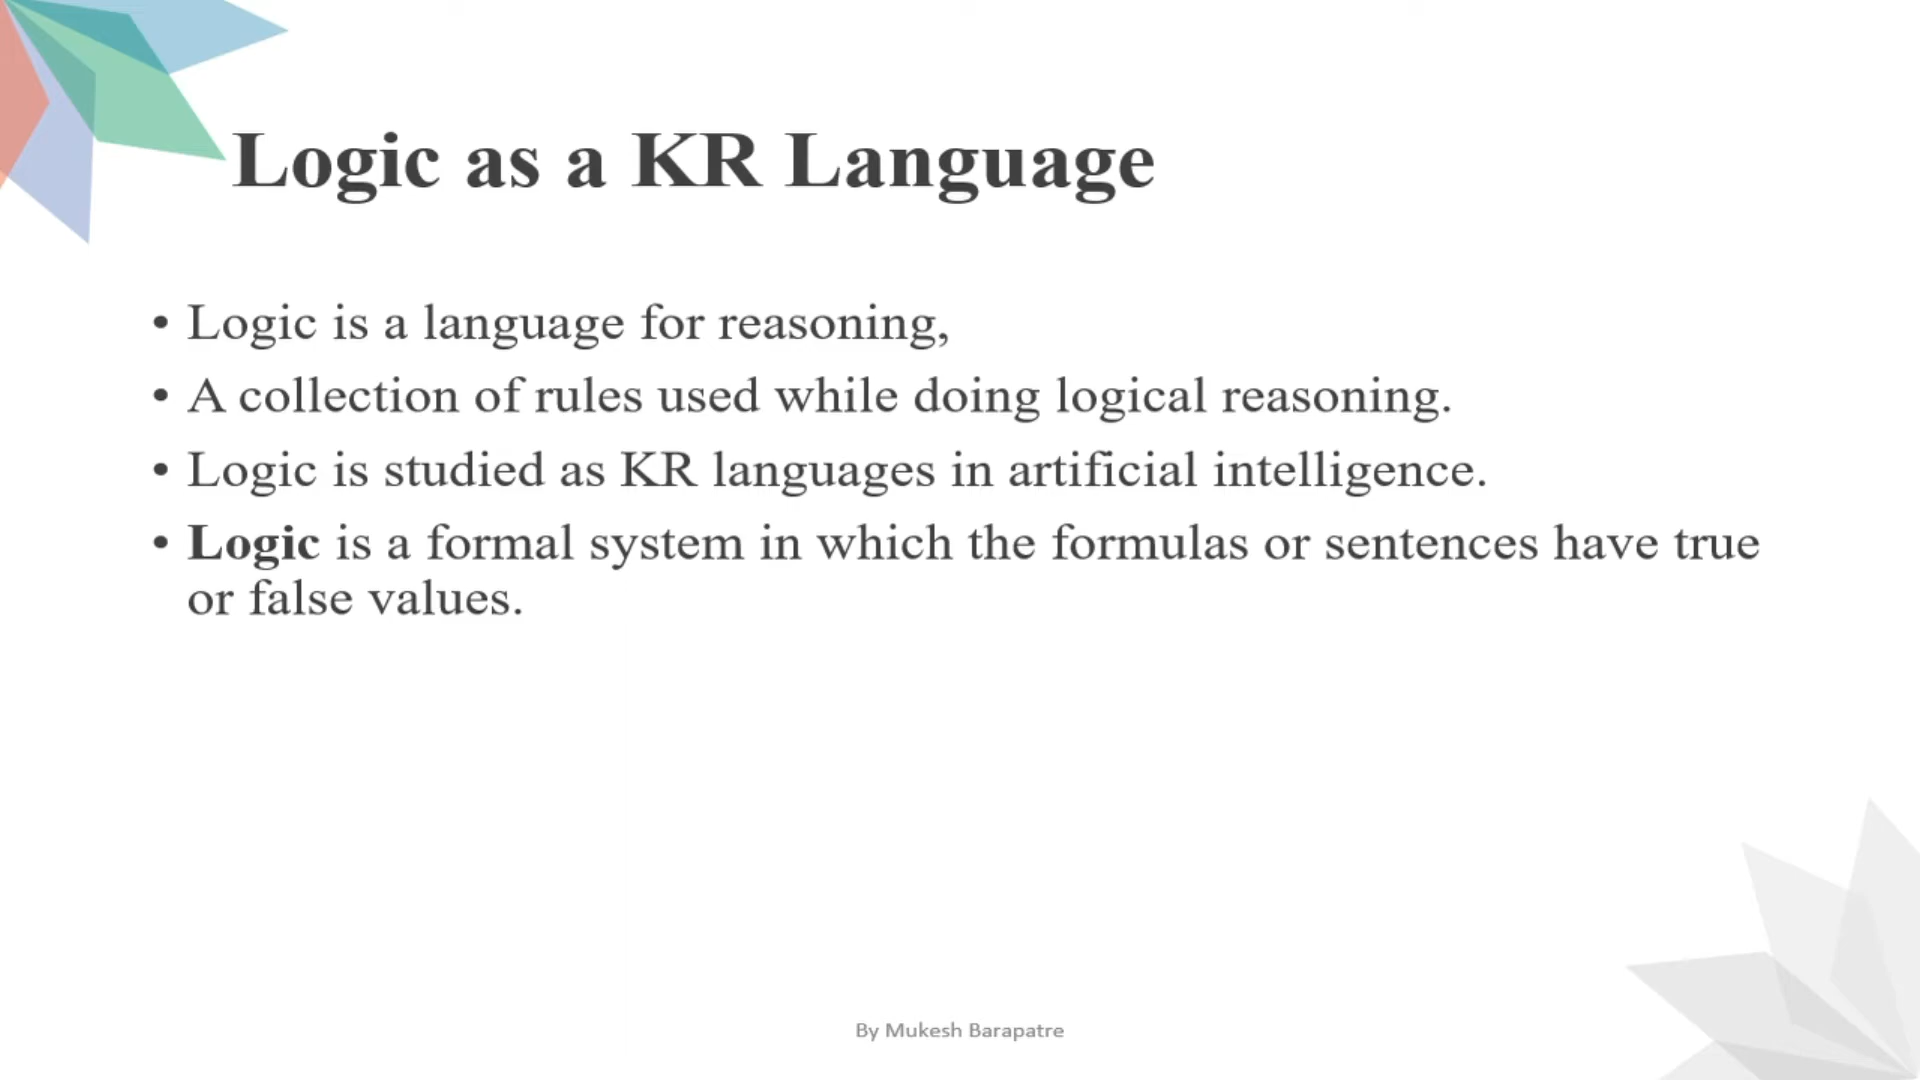 Logic as a KR Language
• Logic is a language for reasoning,
• A collection of rules used while doing logical reasoning.
• Logic is studied as KR languages in artificial intelligence.
• Logic is a formal system in which the formulas or sentences have true
or false values.
By Mukesh Barapatre